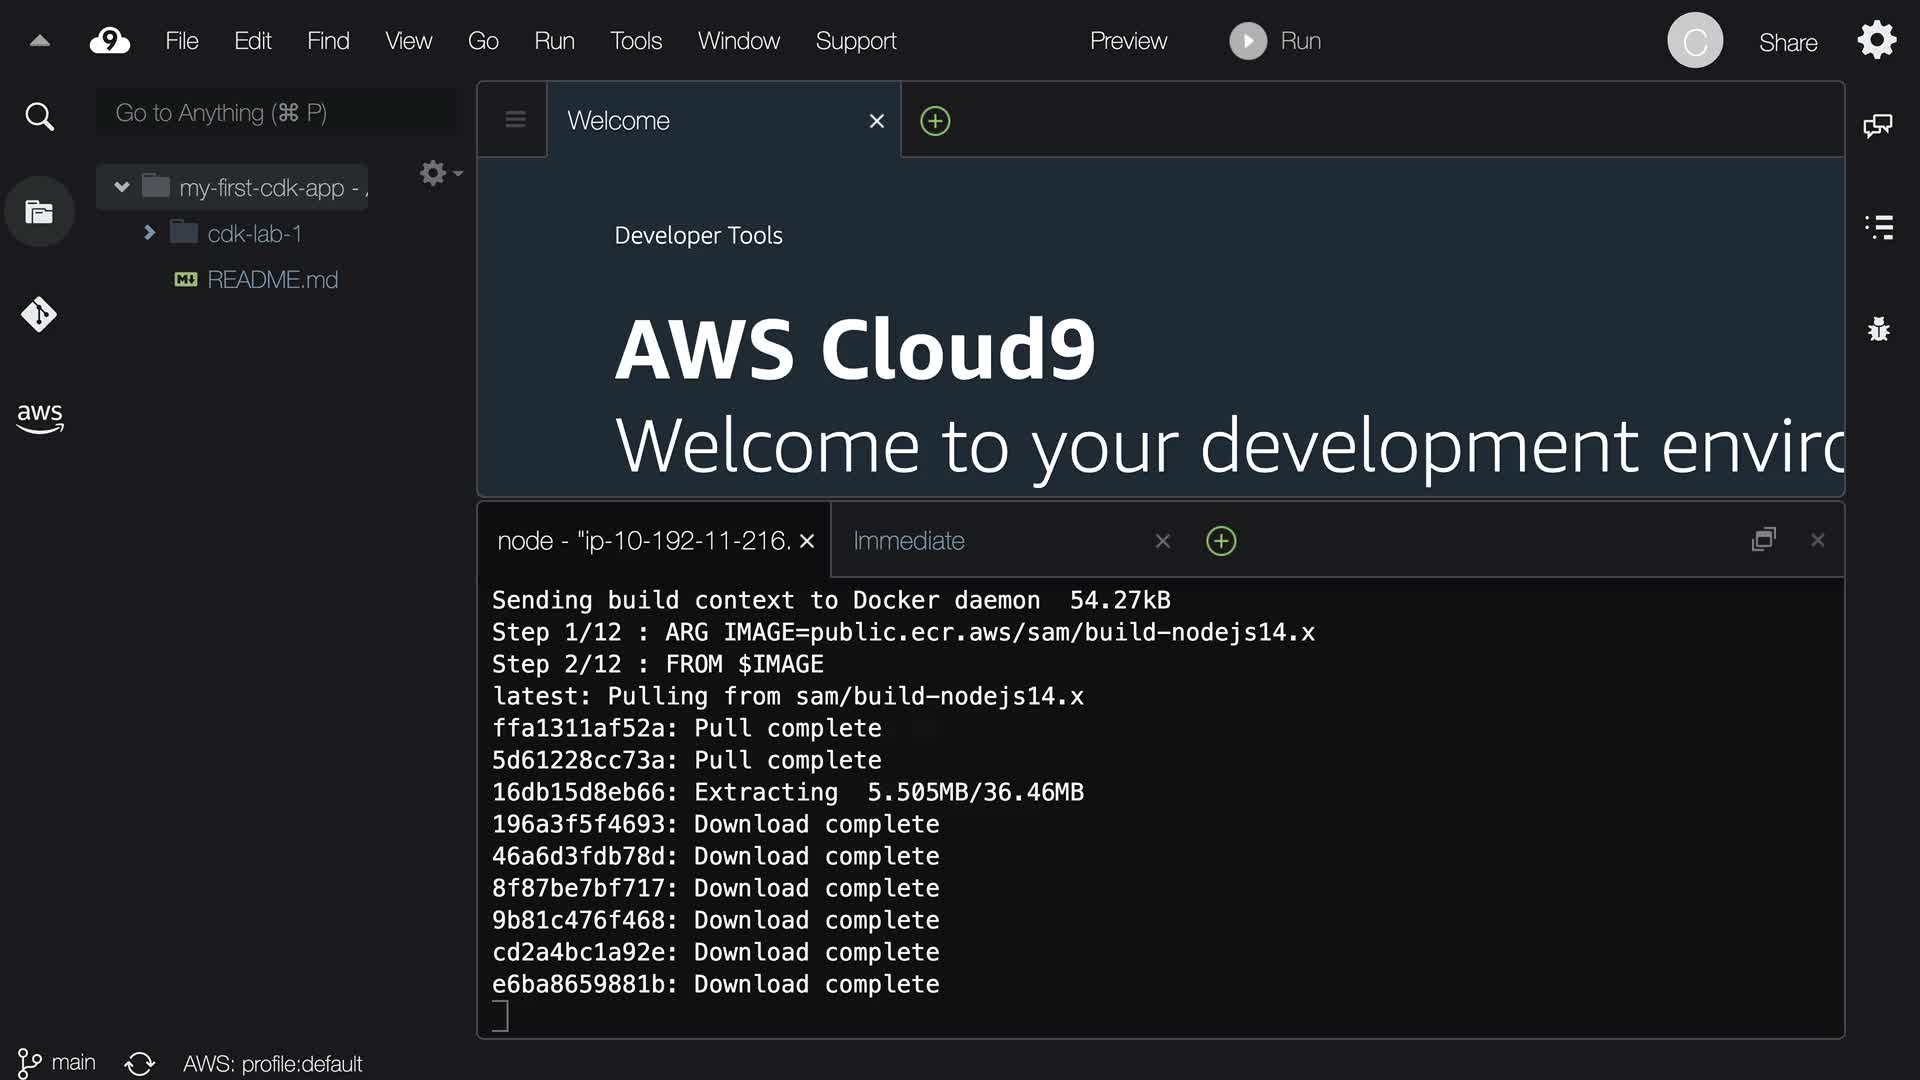 9 File Edit Find View Go Run Tools Window Support Preview Run C Share
Go to Anything (⌘ P)
Welcome
my-first-cdk-app - /
cdk-lab-1
README.md
aws
Developer Tools
AWS Cloud9
Welcome to your development enviro
node - "ip-10-192-11-216. Immediate
Sending build context to Docker daemon  54.27kB
Step 1/12 : ARG IMAGE=public.ecr.aws/sam/build-nodejs14.x
Step 2/12 : FROM $IMAGE
latest: Pulling from sam/build-nodejs14.x
ffa1311af52a: Pull complete
5d61228cc73a: Pull complete
16db15d8eb66: Extracting  5.505MB/36.46MB
196a3f5f4693: Download complete
46a6d3fdb78d: Download complete
8f87be7bf717: Download complete
9b81c476f468: Download complete
cd2a4bc1a92e: Download complete
e6ba8659881b: Download complete
main AWS: profile:default